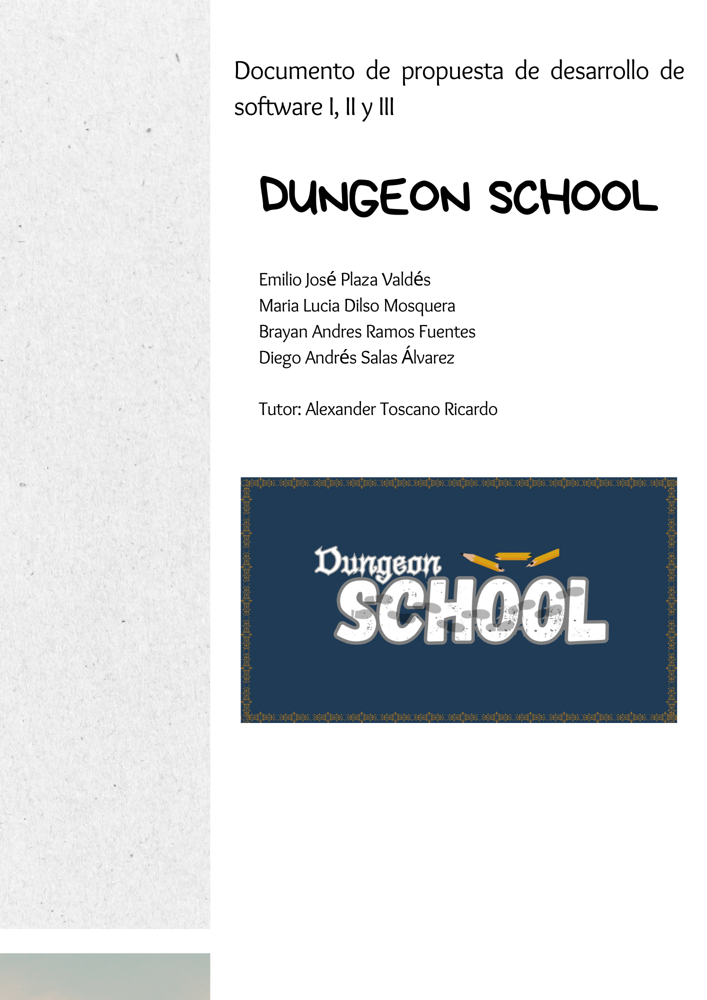 Documento de propuesta de desarrollo de
software I, II y III
DUNGEON SCHOOL
Emilio José Plaza Valdés
Maria Lucia Dilso Mosquera
Brayan Andres Ramos Fuentes
Diego Andrés Salas Álvarez
Tutor: Alexander Toscano Ricardo
Dungeon
SCHOOL